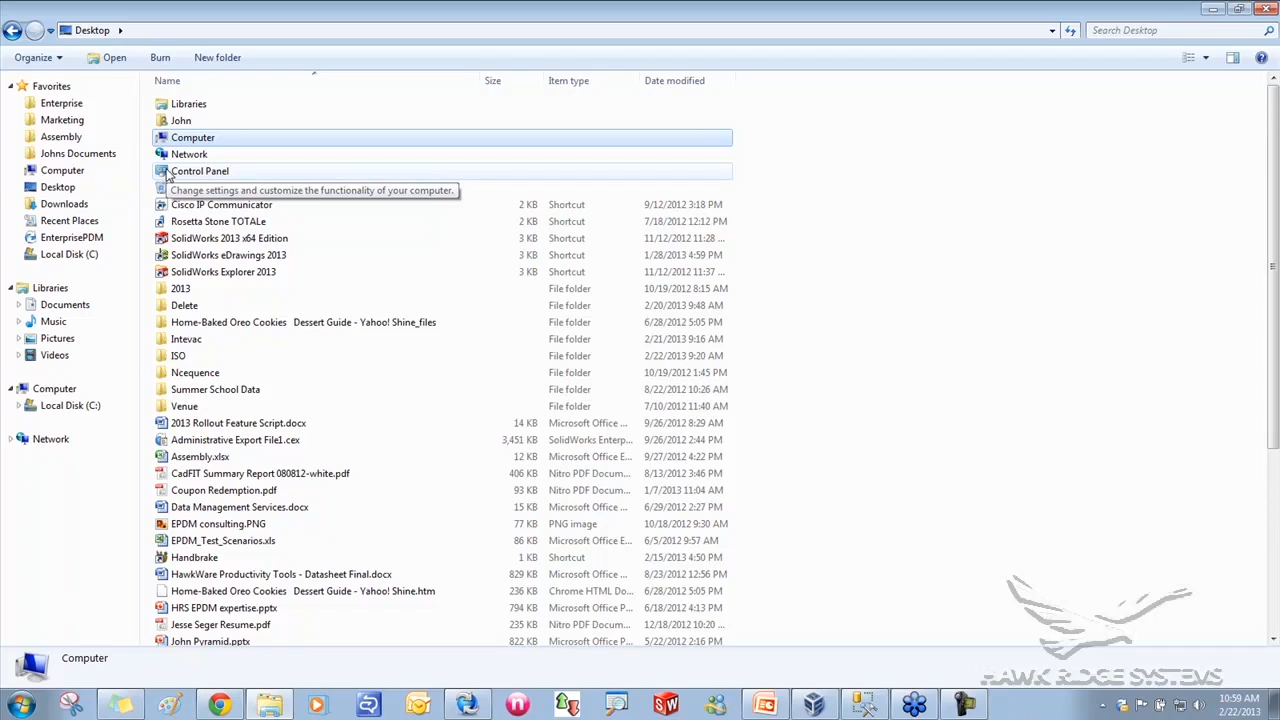 Desktop
Search Desktop
Organize Open Burn New folder
Name Size Item type Date modified
Favorites
Enterprise
Marketing
Assembly
Johns Documents
Computer
Desktop
Downloads
Recent Places
EnterprisePDM
Local Disk (C)
Libraries
Documents
Music
Pictures
Videos
Computer
Local Disk (C:)
Network
Libraries
John
Computer
Network
Control Panel
Change settings and customize the functionality of your computer.
Cisco IP Communicator 2 KB Shortcut 9/12/2012 3:18 PM
Rosetta Stone TOTALe 2 KB Shortcut 7/18/2012 12:12 PM
SolidWorks 2013 x64 Edition 3 KB Shortcut 11/12/2012 11:28 ...
SolidWorks eDrawings 2013 3 KB Shortcut 1/28/2013 4:59 PM
SolidWorks Explorer 2013 3 KB Shortcut 11/12/2012 11:37 ...
2013 File folder 10/19/2012 8:15 AM
Delete File folder 2/20/2013 9:48 AM
Home-Baked Oreo Cookies Dessert Guide - Yahoo! Shine_files File folder 6/28/2012 5:05 PM
Intevac File folder 2/21/2013 9:16 AM
ISO File folder 2/22/2013 9:20 AM
Ncequence File folder 10/19/2012 1:45 PM
Summer School Data File folder 8/22/2012 10:26 AM
Venue File folder 7/10/2012 11:40 AM
2013 Rollout Feature Script.docx 14 KB Microsoft Office ... 9/26/2012 8:29 AM
Administrative Export File1.cex 3,451 KB SolidWorks Enterp... 9/26/2012 2:44 PM
Assembly.xlsx 12 KB Microsoft Office E... 9/27/2012 4:22 PM
CadFIT Summary Report 080812-white.pdf 406 KB Nitro PDF Docum... 8/13/2012 3:46 PM
Coupon Redemption.pdf 93 KB Nitro PDF Docum... 1/7/2013 11:04 AM
Data Management Services.docx 15 KB Microsoft Office ... 6/29/2012 2:27 PM
EPDM consulting.PNG 77 KB PNG image 10/18/2012 9:30 AM
EPDM_Test_Scenarios.xls 86 KB Microsoft Office E... 6/5/2012 9:57 AM
Handbrake 1 KB Shortcut 2/15/2013 4:50 PM
HawkWare Productivity Tools - Datasheet Final.docx 829 KB Microsoft Office ... 8/23/2012 12:56 PM
Home-Baked Oreo Cookies Dessert Guide - Yahoo! Shine.htm 236 KB Chrome HTML Do... 6/28/2012 5:05 PM
HRS EPDM expertise.pptx 794 KB Microsoft Office P... 6/18/2012 4:13 PM
Jesse Seger Resume.pdf 235 KB Nitro PDF Docum... 12/18/2012 10:20 ...
John Pyramid.pptx 822 KB Microsoft Office P... 5/22/2012 2:16 PM
Computer
HAWK RIDGE SYSTEMS
10:59 AM
2/22/2013